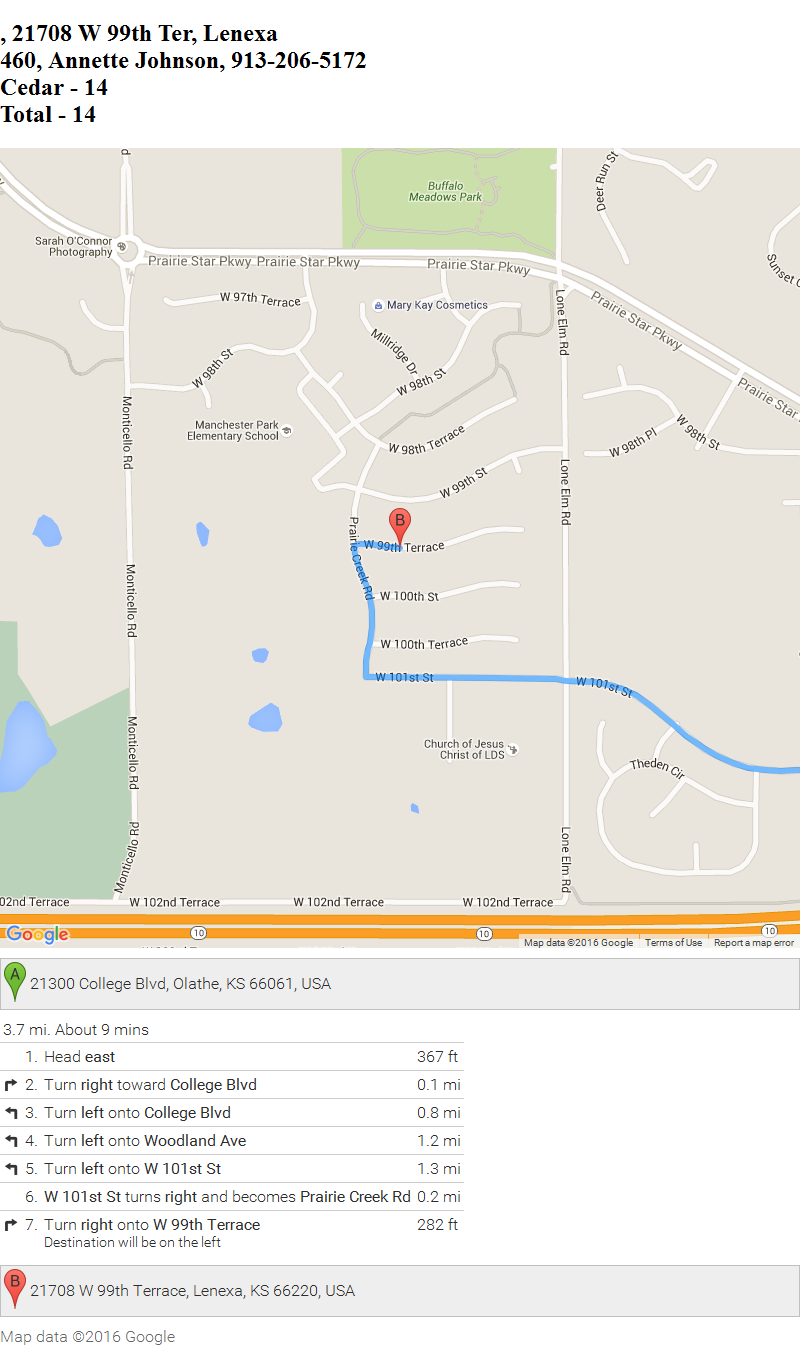 , 21708 W 99th Ter, Lenexa
460, Annette Johnson, 913-206-5172
Cedar - 14
Total - 14
Buffalo
Meadows Park
Deer Run St
Sarah O'Connor
Photography
Prairie Star Pkwy
Prairie Star Pkwy
Prairie Star Pkwy
W 97th Terrace
Mary Kay Cosmetics
Lone Elm Rd
Prairie Star Pkwy
Millridge Dr
W 98th St
W 98th St
Prairie Star
Monticello Rd
Manchester Park
Elementary School
W 98th Terrace
W 98th Pl
W 98th St
W 99th St
Lone Elm Rd
B
Prairie Creek Rd
W 99th Terrace
Monticello Rd
W 100th St
W 100th Terrace
W 101st St
W 101st St
Monticello Rd
Church of Jesus
Christ of LDS
Theden Cir
Monticello Rd
Lone Elm Rd
02nd Terrace
W 102nd Terrace
W 102nd Terrace
W 102nd Terrace
Google
10
10
10
Map data ©2016 Google
Terms of Use
Report a map error
A
21300 College Blvd, Olathe, KS 66061, USA
3.7 mi. About 9 mins
1. Head east 367 ft
2. Turn right toward College Blvd 0.1 mi
3. Turn left onto College Blvd 0.8 mi
4. Turn left onto Woodland Ave 1.2 mi
5. Turn left onto W 101st St 1.3 mi
6. W 101st St turns right and becomes Prairie Creek Rd 0.2 mi
7. Turn right onto W 99th Terrace 282 ft
Destination will be on the left
B
21708 W 99th Terrace, Lenexa, KS 66220, USA
Map data ©2016 Google